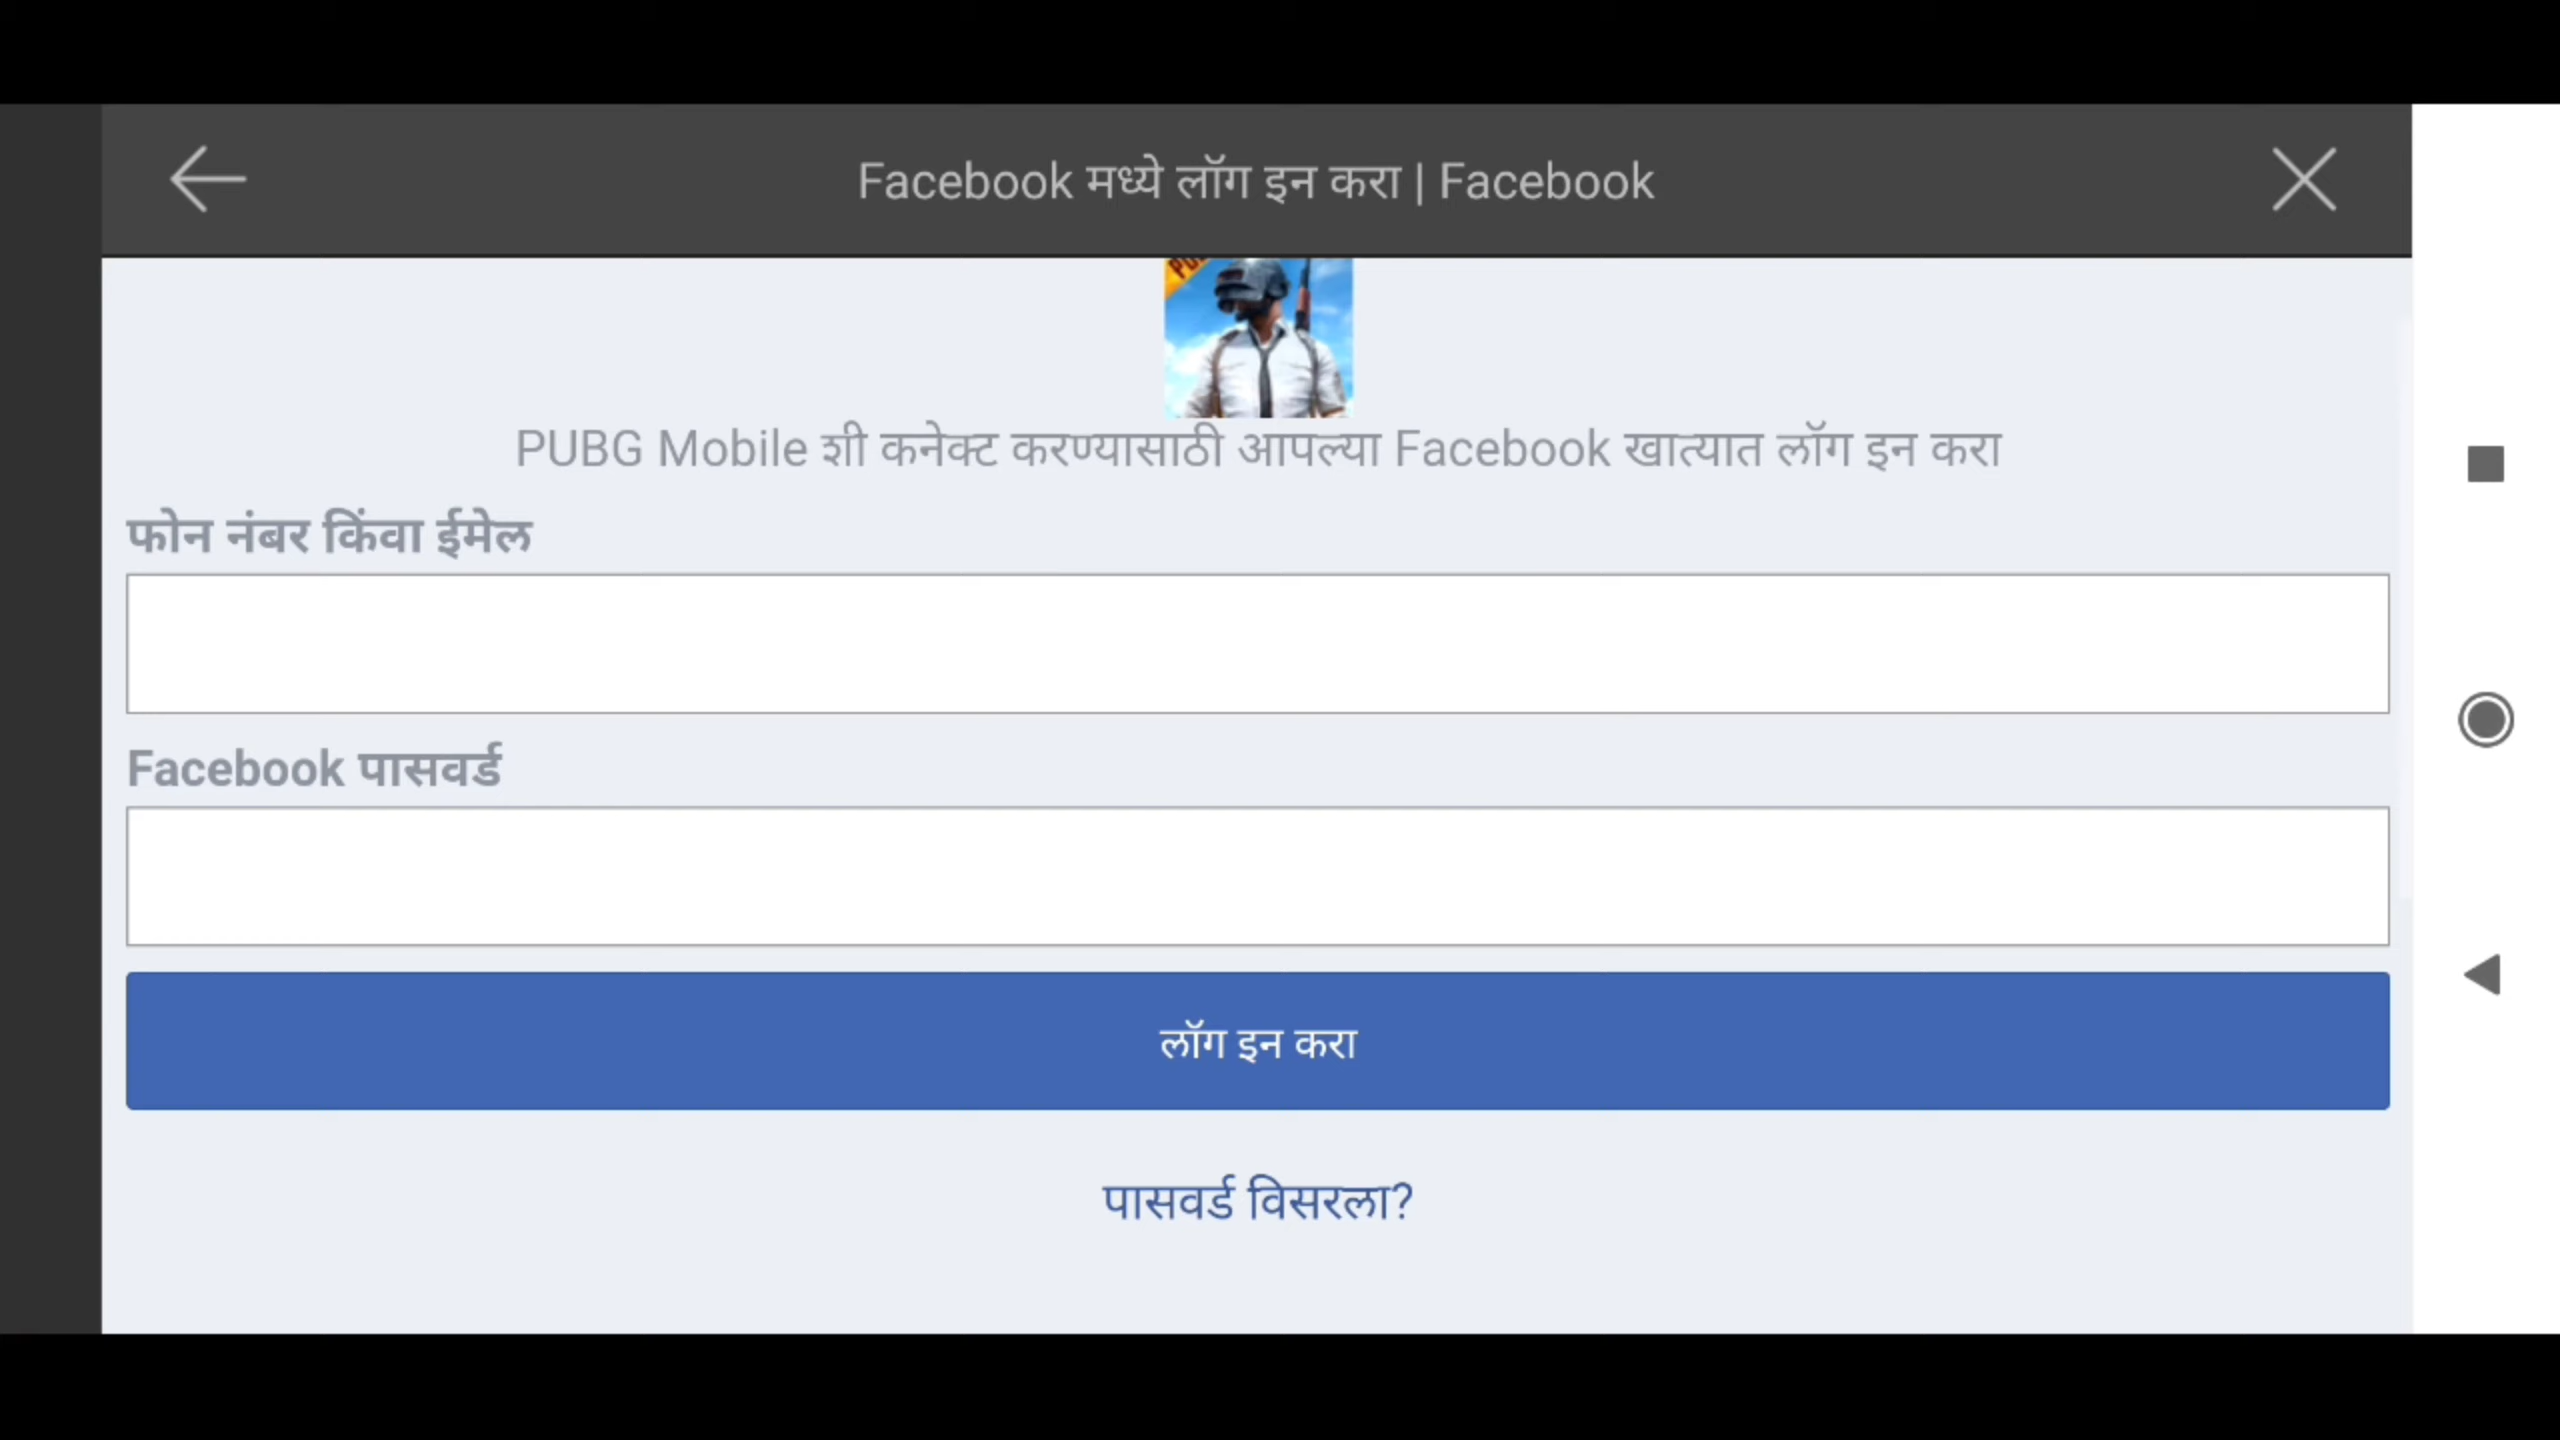 Facebook मध्ये लॉग इन करा | Facebook
PUBG Mobile शी कनेक्ट करण्यासाठी आपल्या Facebook खात्यात लॉग इन करा
फोन नंबर किंवा ईमेल
Facebook पासवर्ड
लॉग इन करा
पासवर्ड विसरला?